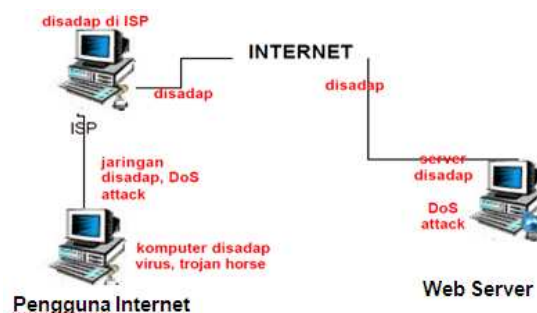 disadap di ISP
INTERNET
disadap
disadap
ISP
jaringan
disadap, DoS
attack
server
disadap
DoS
attack
komputer disadap
virus, trojan horse
Web Server
Pengguna Internet